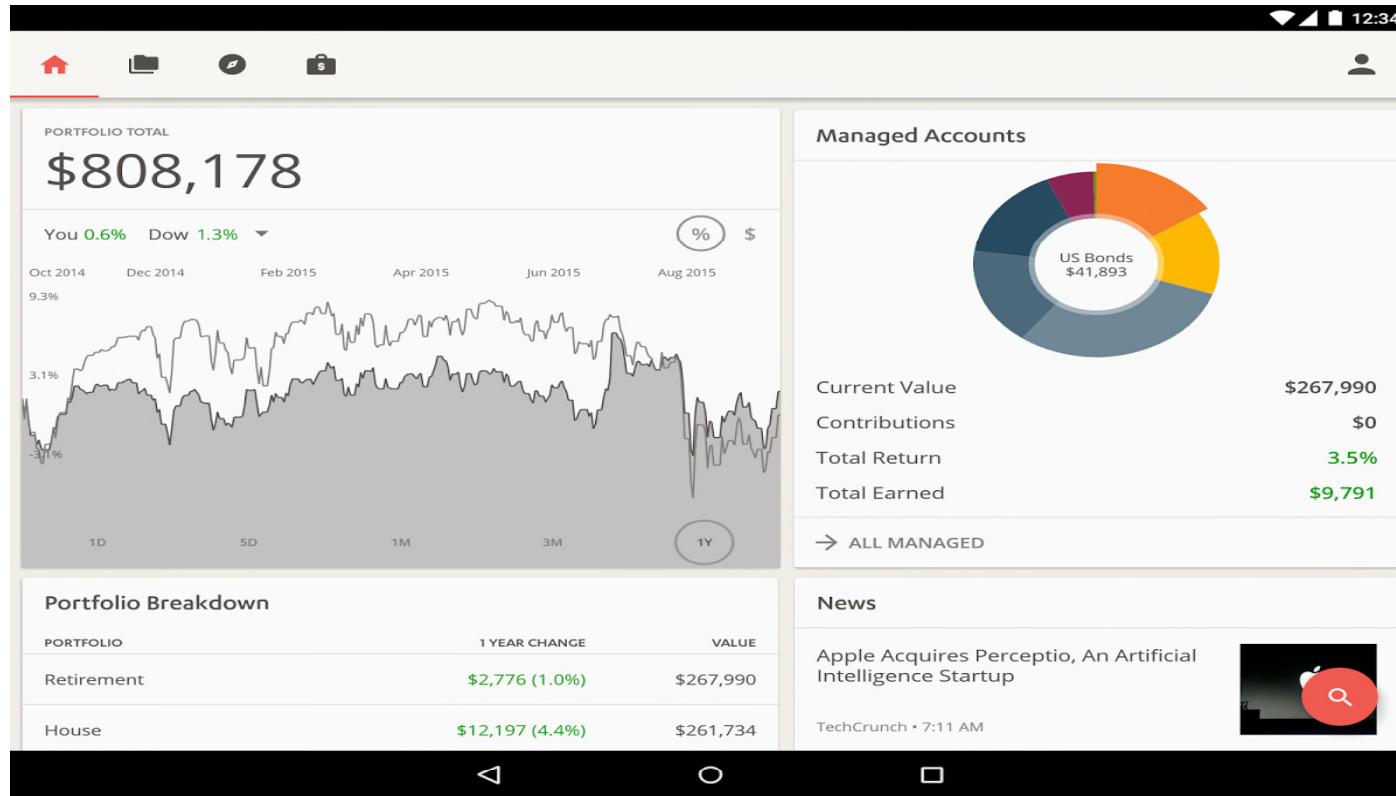 12:34
PORTFOLIO TOTAL
$808,178
You 0.6% Dow 1.3%
% $
Oct 2014 Dec 2014 Feb 2015 Apr 2015 Jun 2015 Aug 2015
9.3%
3.1%
-3.1%
1D 5D 1M 3M 1Y
Managed Accounts
US Bonds
$41,893
Current Value $267,990
Contributions $0
Total Return 3.5%
Total Earned $9,791
ALL MANAGED
Portfolio Breakdown
PORTFOLIO 1 YEAR CHANGE VALUE
Retirement $2,776 (1.0%) $267,990
House $12,197 (4.4%) $261,734
News
Apple Acquires Perceptio, An Artificial
Intelligence Startup
TechCrunch • 7:11 AM